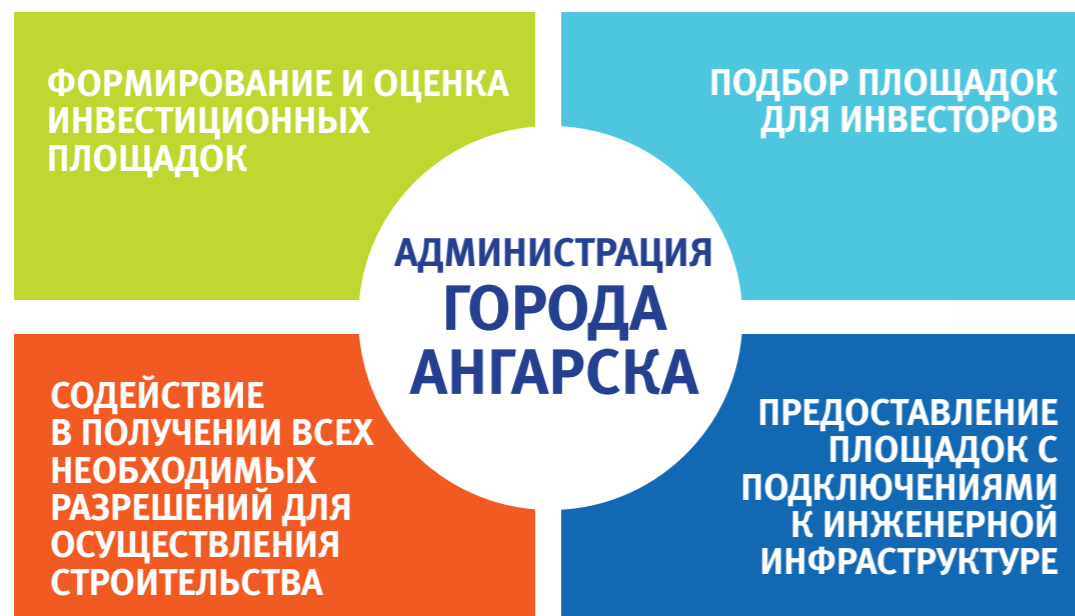 ФОРМИРОВАНИЕ И ОЦЕНКА
ИНВЕСТИЦИОННЫХ
ПЛОЩАДОК
ПОДБОР ПЛОЩАДОК
ДЛЯ ИНВЕСТОРОВ
АДМИНИСТРАЦИЯ
ГОРОДА
АНГАРСКА
СОДЕЙСТВИЕ
В ПОЛУЧЕНИИ ВСЕХ
НЕОБХОДИМЫХ
РАЗРЕШЕНИЙ ДЛЯ
ОСУЩЕСТВЛЕНИЯ
СТРОИТЕЛЬСТВА
ПРЕДОСТАВЛЕНИЕ
ПЛОЩАДОК С
ПОДКЛЮЧЕНИЯМИ
К ИНЖЕНЕРНОЙ
ИНФРАСТРУКТУРЕ